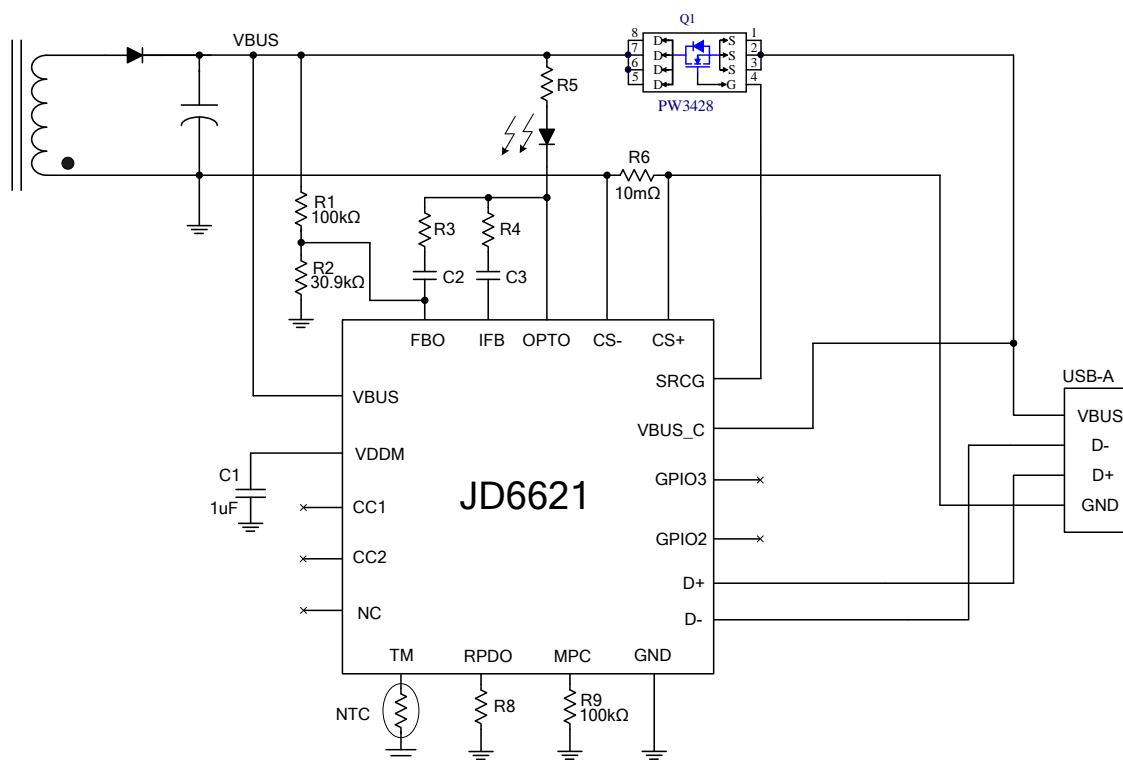 Q1
VBUS
8 D S 1
7 D S 2
6 D S 3
5 D G 4
PW3428
R5
R6
10mΩ
R1
100kΩ
R3
R4
R2
30.9kΩ
C2
C3
FBO
IFB
OPTO
CS-
CS+
SRCG
USB-A
VBUS
VBUS
VBUS_C
D-
VDDM
C1
1uF
JD6621
GPIO3
D+
CC1
GND
GPIO2
CC2
D+
NC
D-
TM
RPDO
MPC
GND
NTC
R8
R9
100kΩ